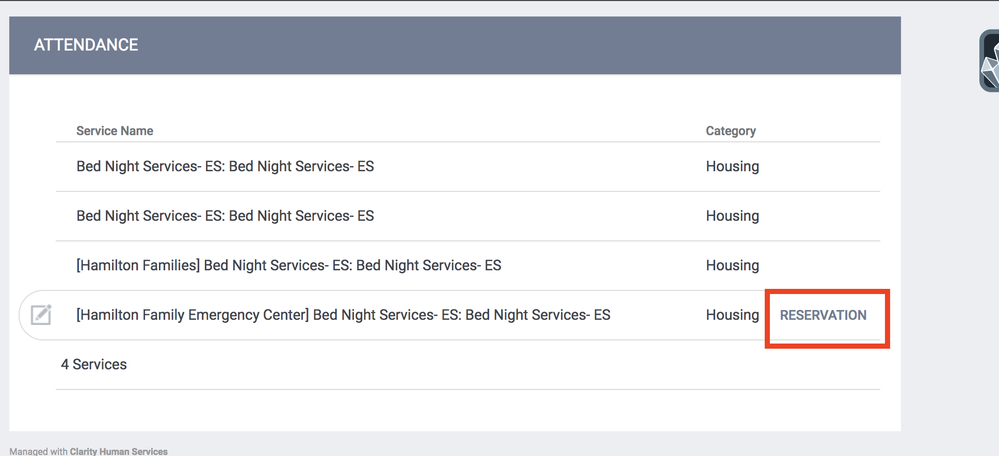 ATTENDANCE
Service Name Category
Bed Night Services- ES: Bed Night Services- ES Housing
Bed Night Services- ES: Bed Night Services- ES Housing
[Hamilton Families] Bed Night Services- ES: Bed Night Services- ES Housing
[Hamilton Family Emergency Center] Bed Night Services- ES: Bed Night Services- ES Housing RESERVATION
4 Services
Managed with Clarity Human Services